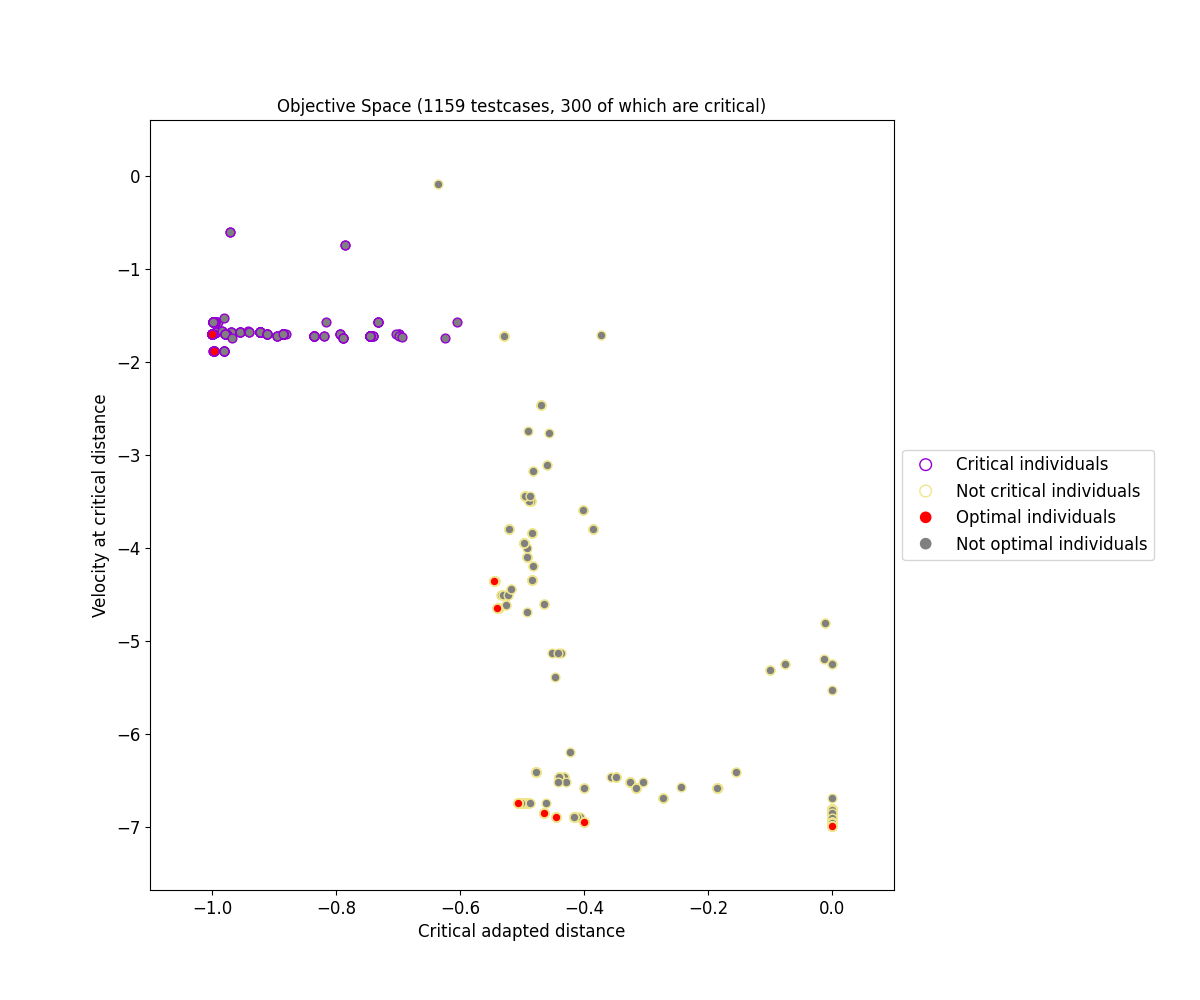 Objective Space (1159 testcases, 300 of which are critical)
0
−1
−2
−3
−4
−5
−6
−7
Velocity at critical distance
−1.0
−0.8
−0.6
−0.4
−0.2
0.0
Critical adapted distance
Critical individuals
Not critical individuals
Optimal individuals
Not optimal individuals